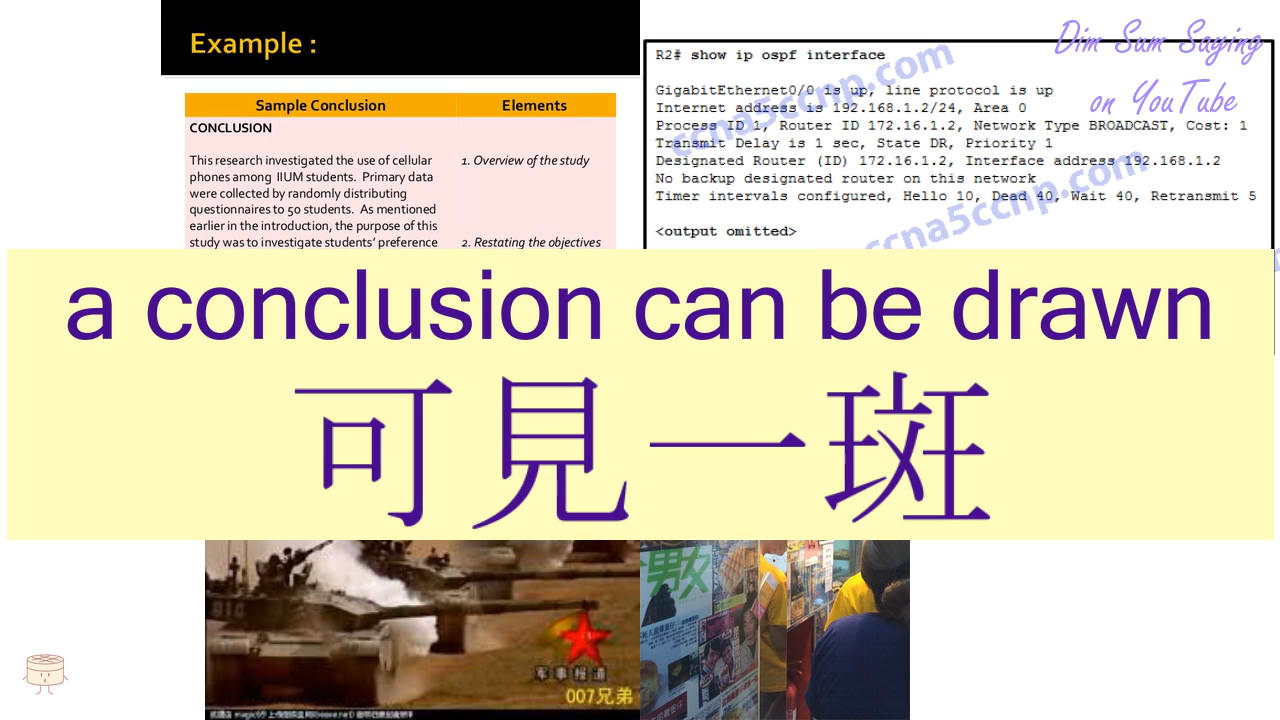 Example :
Sample Conclusion Elements
CONCLUSION
This research investigated the use of cellular
phones among IIUM students. Primary data
were collected by randomly distributing
questionnaires to 50 students. As mentioned
earlier in the introduction, the purpose of this
study was to investigate students' preference
1. Overview of the study
2. Restating the objectives
Dim Sum Saying
on YouTube
R2# show ip ospf interface
GigabitEthernet0/0 is up, line protocol is up
Internet address is 192.168.1.2/24, Area 0
Process ID 1, Router ID 172.16.1.2, Network Type BROADCAST, Cost: 1
Transmit Delay is 1 sec, State DR, Priority 1
Designated Router (ID) 172.16.1.2, Interface address 192.168.1.2
No backup designated router on this network
Timer intervals configured, Hello 10, Dead 40, Wait 40, Retransmit 5
<output omitted>
ccna5ccnp.com
ccna5ccnp.com
a conclusion can be drawn
可見一斑
军事报道
007兄弟